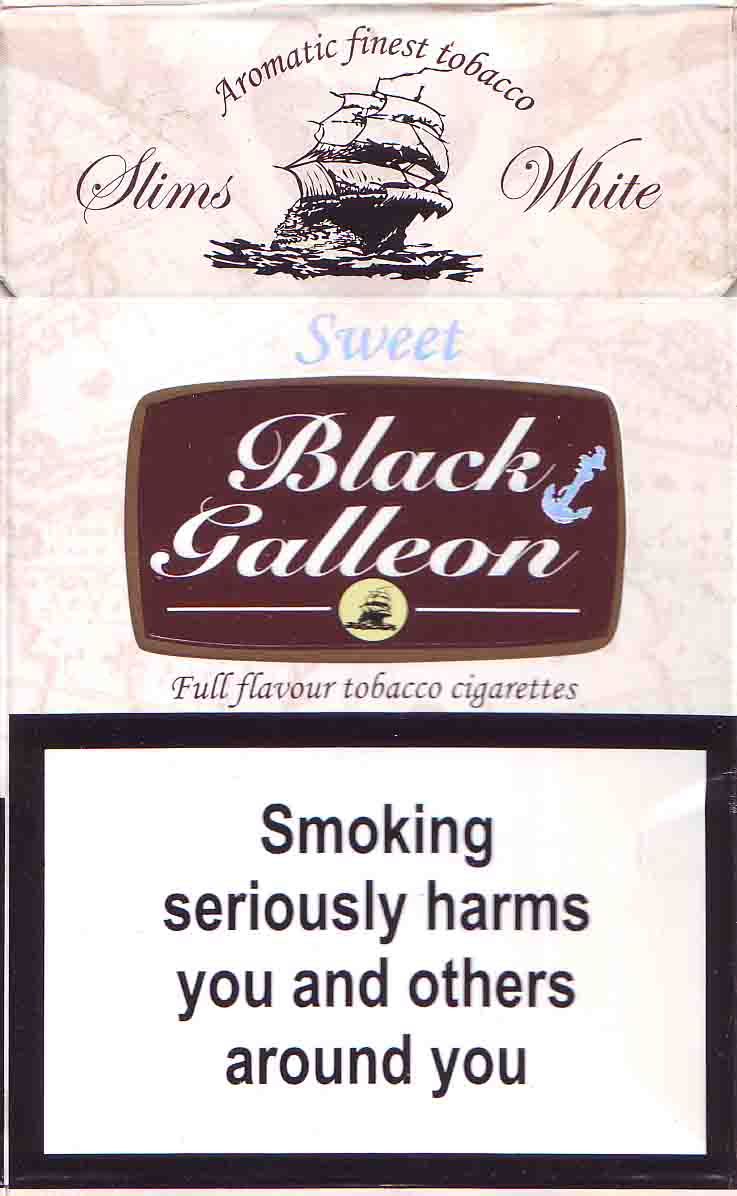 Aromatic finest tobacco
Slims White
Sweet
Black
Galleon
Full flavour tobacco cigarettes
Smoking
seriously harms
you and others
around you